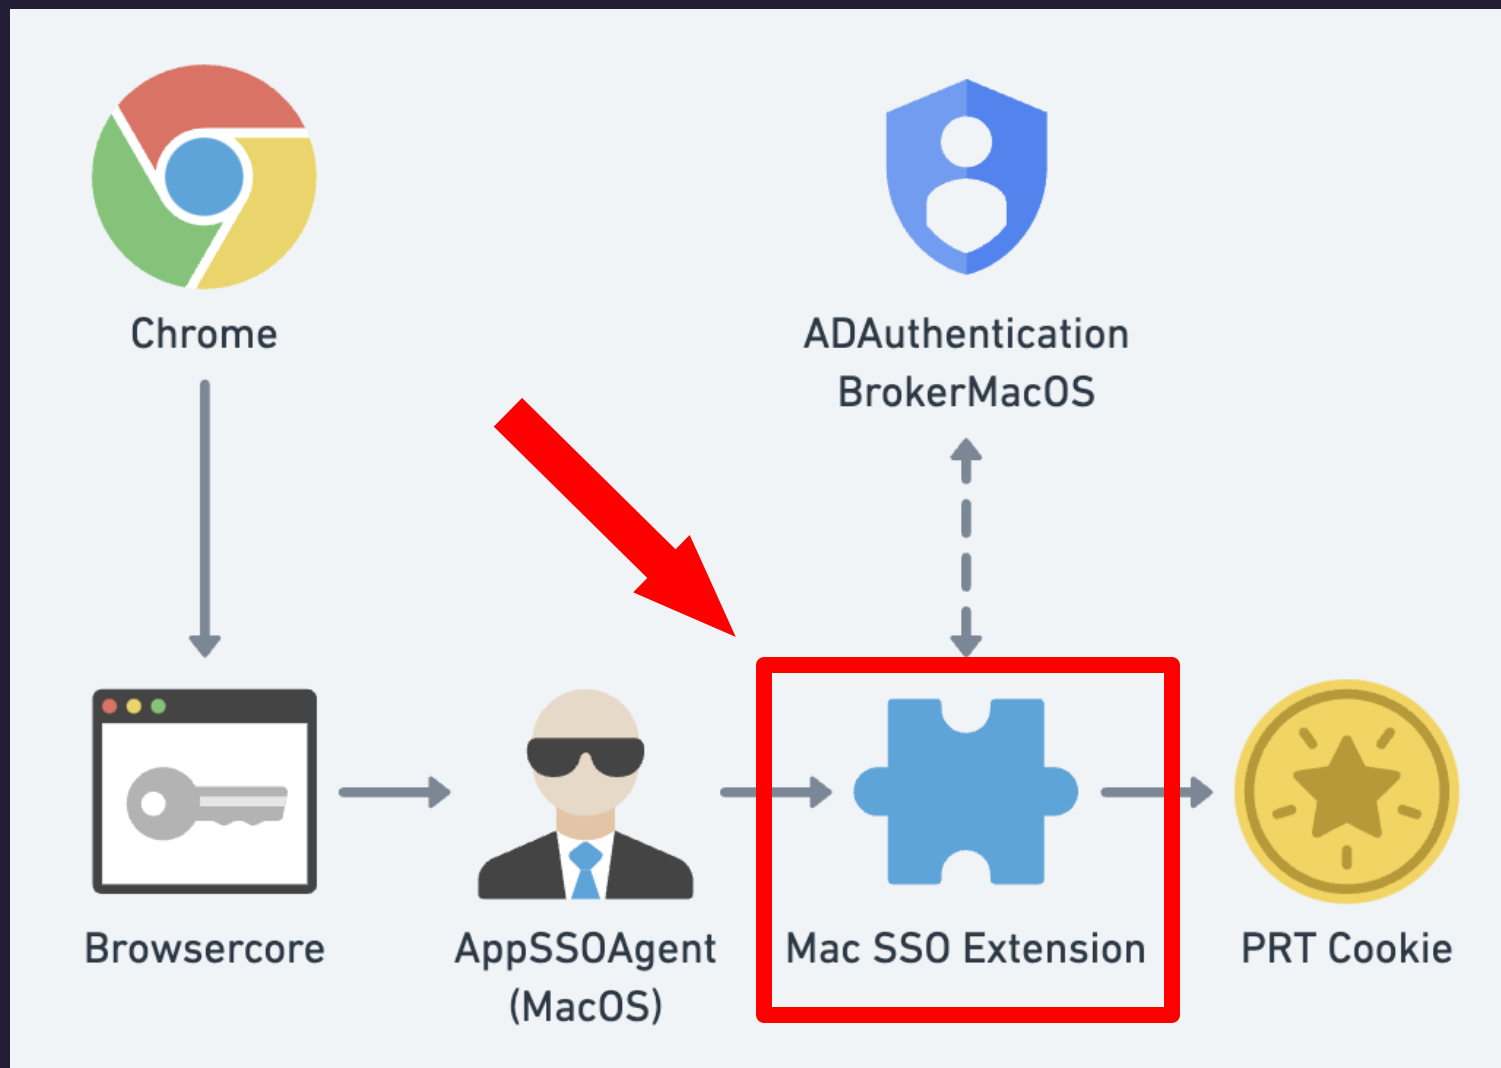 Chrome
ADAuthentication
BrokerMacOS
Browsercore
AppSSOAgent
(MacOS)
Mac SSO Extension
PRT Cookie